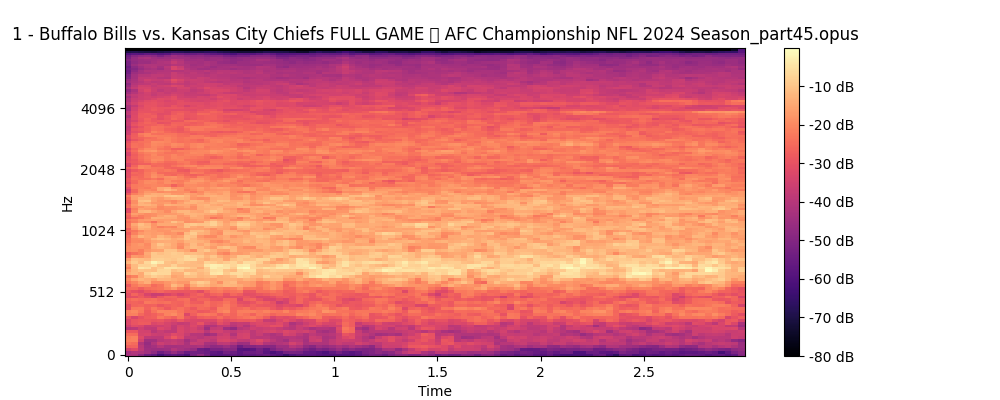 1 - Buffalo Bills vs. Kansas City Chiefs FULL GAME ▯ AFC Championship NFL 2024 Season_part45.opus
Hz
4096
2048
1024
512
0
0 0.5 1 1.5 2 2.5
Time
-10 dB
-20 dB
-30 dB
-40 dB
-50 dB
-60 dB
-70 dB
-80 dB